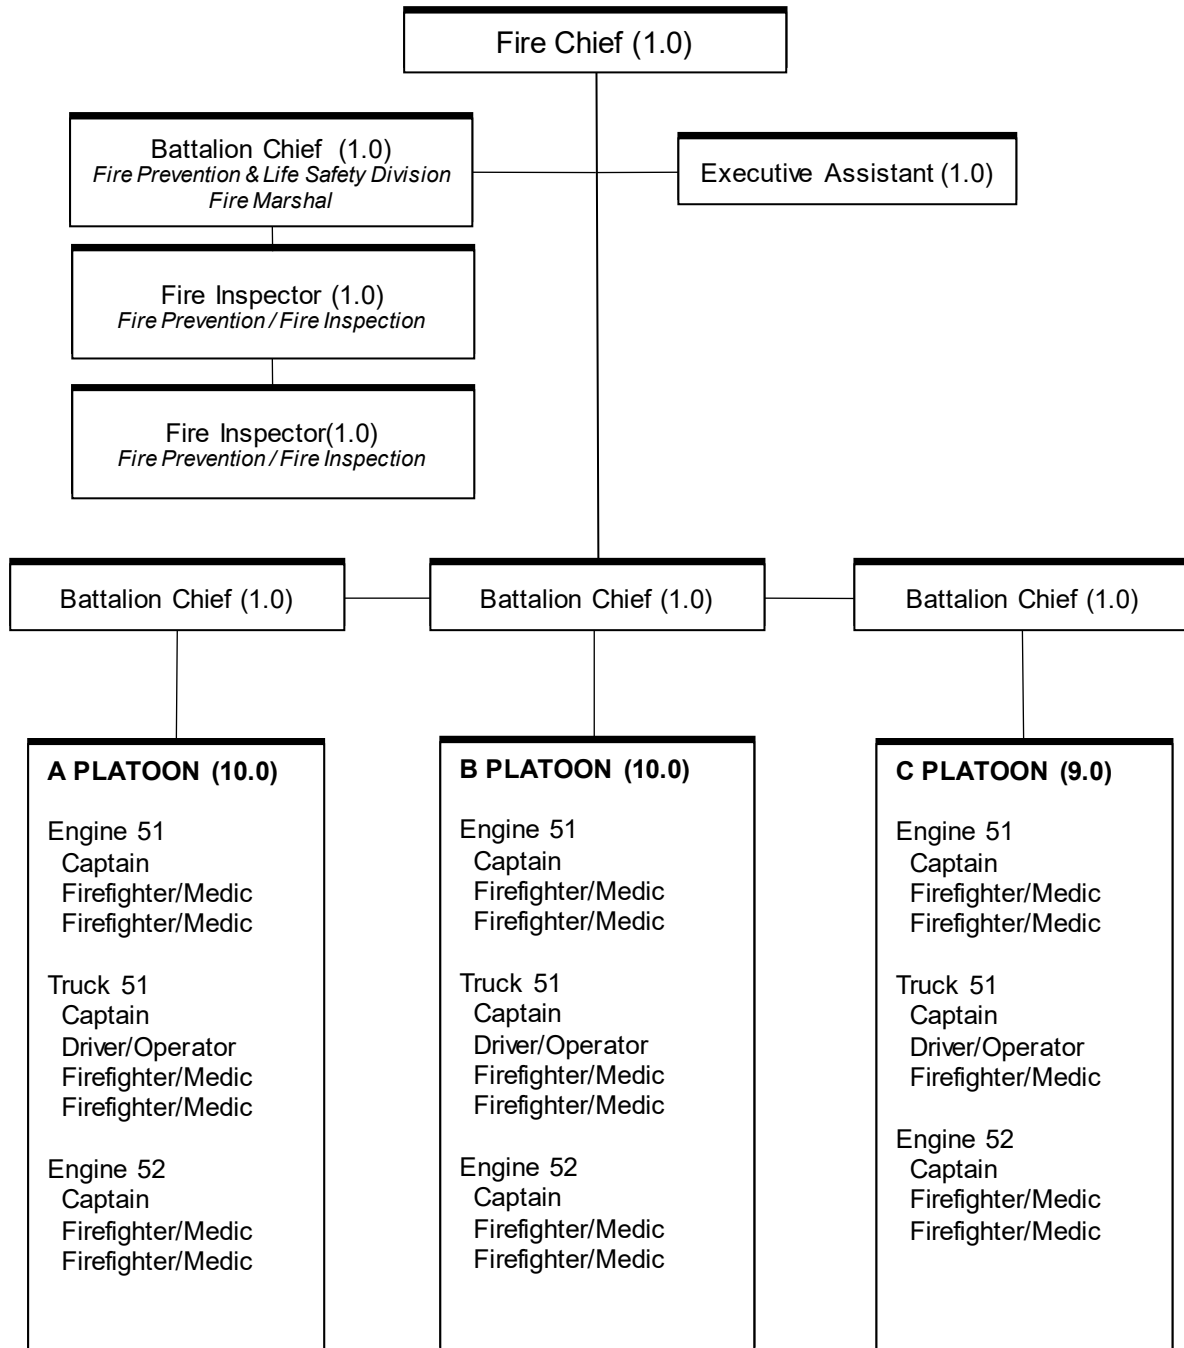 Fire Chief (1.0)
Battalion Chief (1.0)
Fire Prevention & Life Safety Division
Fire Marshal
Executive Assistant (1.0)
Fire Inspector (1.0)
Fire Prevention / Fire Inspection
Fire Inspector(1.0)
Fire Prevention / Fire Inspection
Battalion Chief (1.0)
Battalion Chief (1.0)
Battalion Chief (1.0)
A PLATOON (10.0)
Engine 51
Captain
Firefighter/Medic
Firefighter/Medic
Truck 51
Captain
Driver/Operator
Firefighter/Medic
Firefighter/Medic
Engine 52
Captain
Firefighter/Medic
Firefighter/Medic
B PLATOON (10.0)
Engine 51
Captain
Firefighter/Medic
Firefighter/Medic
Truck 51
Captain
Driver/Operator
Firefighter/Medic
Firefighter/Medic
Engine 52
Captain
Firefighter/Medic
Firefighter/Medic
C PLATOON (9.0)
Engine 51
Captain
Firefighter/Medic
Firefighter/Medic
Truck 51
Captain
Driver/Operator
Firefighter/Medic
Engine 52
Captain
Firefighter/Medic
Firefighter/Medic